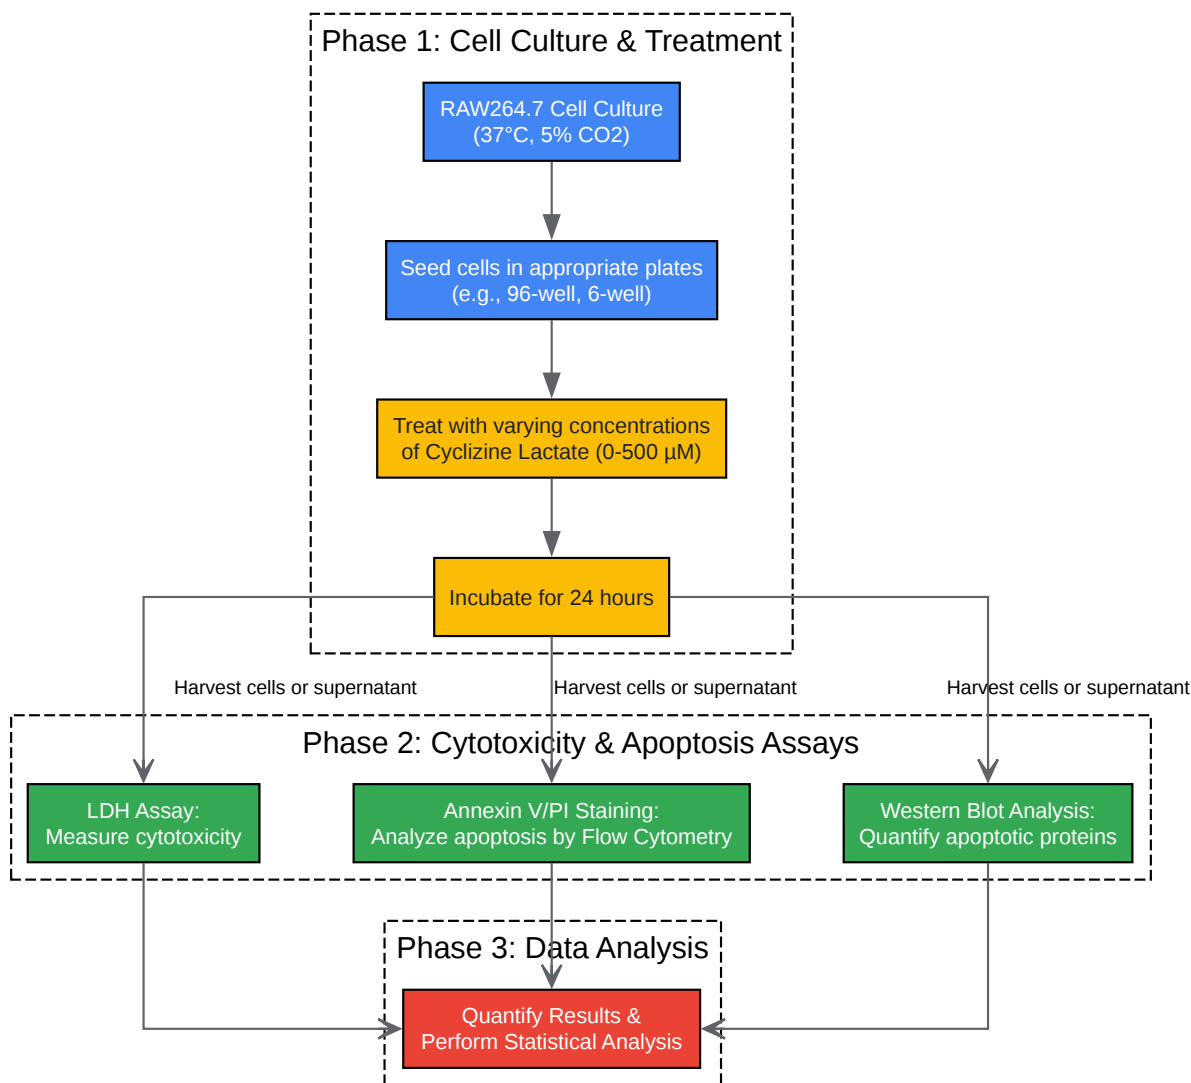 Phase 1: Cell Culture & Treatment
RAW264.7 Cell Culture
(37°C, 5% CO2)
Seed cells in appropriate plates
(e.g., 96-well, 6-well)
Treat with varying concentrations
of Cyclizine Lactate (0-500 µM)
Incubate for 24 hours
Harvest cells or supernatant
Harvest cells or supernatant
Harvest cells or supernatant
Phase 2: Cytotoxicity & Apoptosis Assays
LDH Assay:
Measure cytotoxicity
Annexin V/PI Staining:
Analyze apoptosis by Flow Cytometry
Western Blot Analysis:
Quantify apoptotic proteins
Phase 3: Data Analysis
Quantify Results &
Perform Statistical Analysis